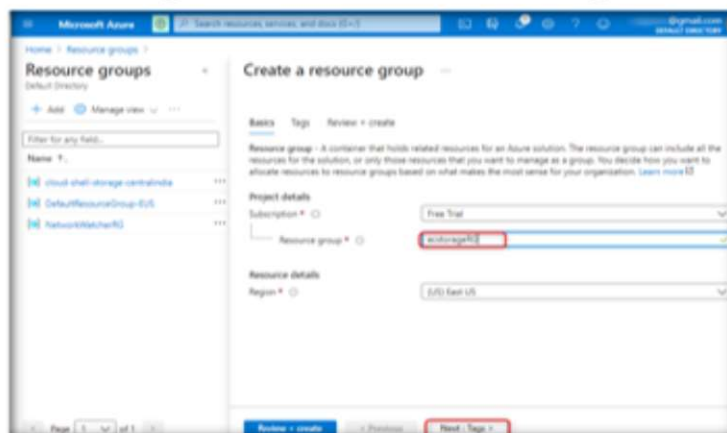 Microsoft Azure
Search resources, services, and docs (G+/)
@gmail.com
DEFAULT DIRECTORY
Home > Resource groups >
Resource groups
Default Directory
Create a resource group
+ Add
Manage view
Basics
Tags
Review + create
Filter for any field...
Name ↑↓
Resource group - A container that holds related resources for an Azure solution. The resource group can include all the
resources for the solution, or only those resources that you want to manage as a group. You decide how you want to
allocate resources to resource groups based on what makes the most sense for your organization. Learn more
cloud-shell-storage-centralindia
DefaultResourceGroup-EUS
NetworkWatcherRG
Project details
Subscription *
Free Trial
Resource group *
Resource details
Region *
(US) East US
Page 1 of 1
Review + create
< Previous
Next : Tags >